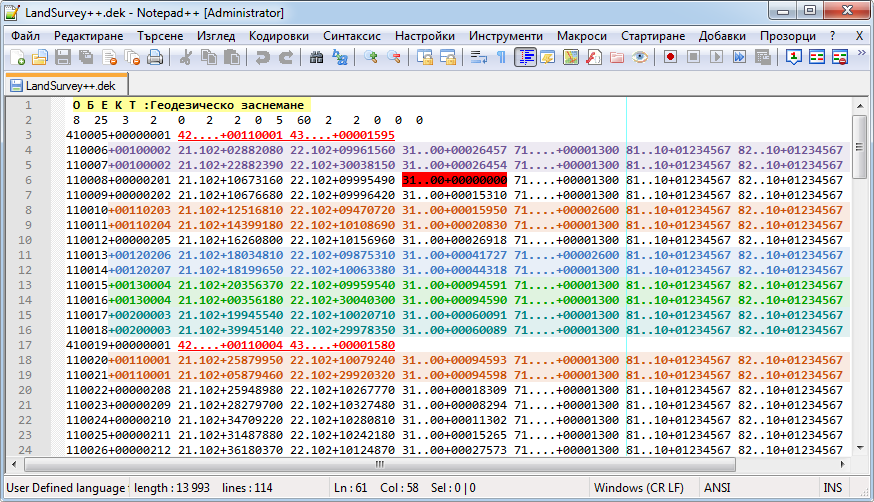 LandSurvey++.dek - Notepad++ [Administrator]
Файл Редактиране Търсене Изглед Кодировки Синтаксис Настройки Инструменти Макроси Стартиране Добавки Прозорци ? X
LandSurvey++.dek
1 О Б Е К Т :Геодезическо заснемане
2 8 25 3 2 0 2 2 0 5 60 2 2 0 0 0
3 410005+00000001 42....+00110001 43....+00001595
4 110006+00100002 21.102+02882080 22.102+09961560 31..00+00026457 71....+00001300 81..10+01234567 82..10+01234567
5 110007+00100002 21.102+22882390 22.102+30038150 31..00+00026454 71....+00001300 81..10+01234567 82..10+01234567
6 110008+00000201 21.102+10673160 22.102+09995490 31..00+00000000 71....+00001300 81..10+01234567 82..10+01234567
7 110009+00000202 21.102+10676680 22.102+09996420 31..00+00015310 71....+00001300 81..10+01234567 82..10+01234567
8 110010+00110203 21.102+12516810 22.102+09470720 31..00+00015950 71....+00002600 81..10+01234567 82..10+01234567
9 110011+00110204 21.102+14399180 22.102+10108690 31..00+00020830 71....+00001300 81..10+01234567 82..10+01234567
10 110012+00000205 21.102+16260800 22.102+10156960 31..00+00026918 71....+00001300 81..10+01234567 82..10+01234567
11 110013+00120206 21.102+18034810 22.102+09875310 31..00+00041727 71....+00002600 81..10+01234567 82..10+01234567
12 110014+00120207 21.102+18199650 22.102+10063380 31..00+00044318 71....+00001300 81..10+01234567 82..10+01234567
13 110015+00130004 21.102+20356370 22.102+09959540 31..00+00094591 71....+00001300 81..10+01234567 82..10+01234567
14 110016+00130004 21.102+00356180 22.102+30040300 31..00+00094590 71....+00001300 81..10+01234567 82..10+01234567
15 110017+00200003 21.102+19945540 22.102+10020710 31..00+00060091 71....+00001300 81..10+01234567 82..10+01234567
16 110018+00200003 21.102+39945140 22.102+29978350 31..00+00060089 71....+00001300 81..10+01234567 82..10+01234567
17 410019+00000001 42....+00110004 43....+00001580
18 110020+00110001 21.102+25879950 22.102+10079240 31..00+00094593 71....+00001300 81..10+01234567 82..10+01234567
19 110021+00110001 21.102+05879460 22.102+29920320 31..00+00094598 71....+00001300 81..10+01234567 82..10+01234567
20 110022+00000208 21.102+25948980 22.102+10267770 31..00+00018309 71....+00001300 81..10+01234567 82..10+01234567
21 110023+00000209 21.102+28279700 22.102+10327480 31..00+00008294 71....+00001300 81..10+01234567 82..10+01234567
22 110024+00000210 21.102+34709220 22.102+10280810 31..00+00011302 71....+00001300 81..10+01234567 82..10+01234567
23 110025+00000211 21.102+31487880 22.102+10242180 31..00+00015265 71....+00001300 81..10+01234567 82..10+01234567
24 110026+00000212 21.102+36180370 22.102+10124870 31..00+00027573 71....+00001300 81..10+01234567 82..10+01234567
User Defined language length : 13 993 lines : 114 Ln : 61 Col : 58 Sel : 0 | 0 Windows (CR LF) ANSI INS